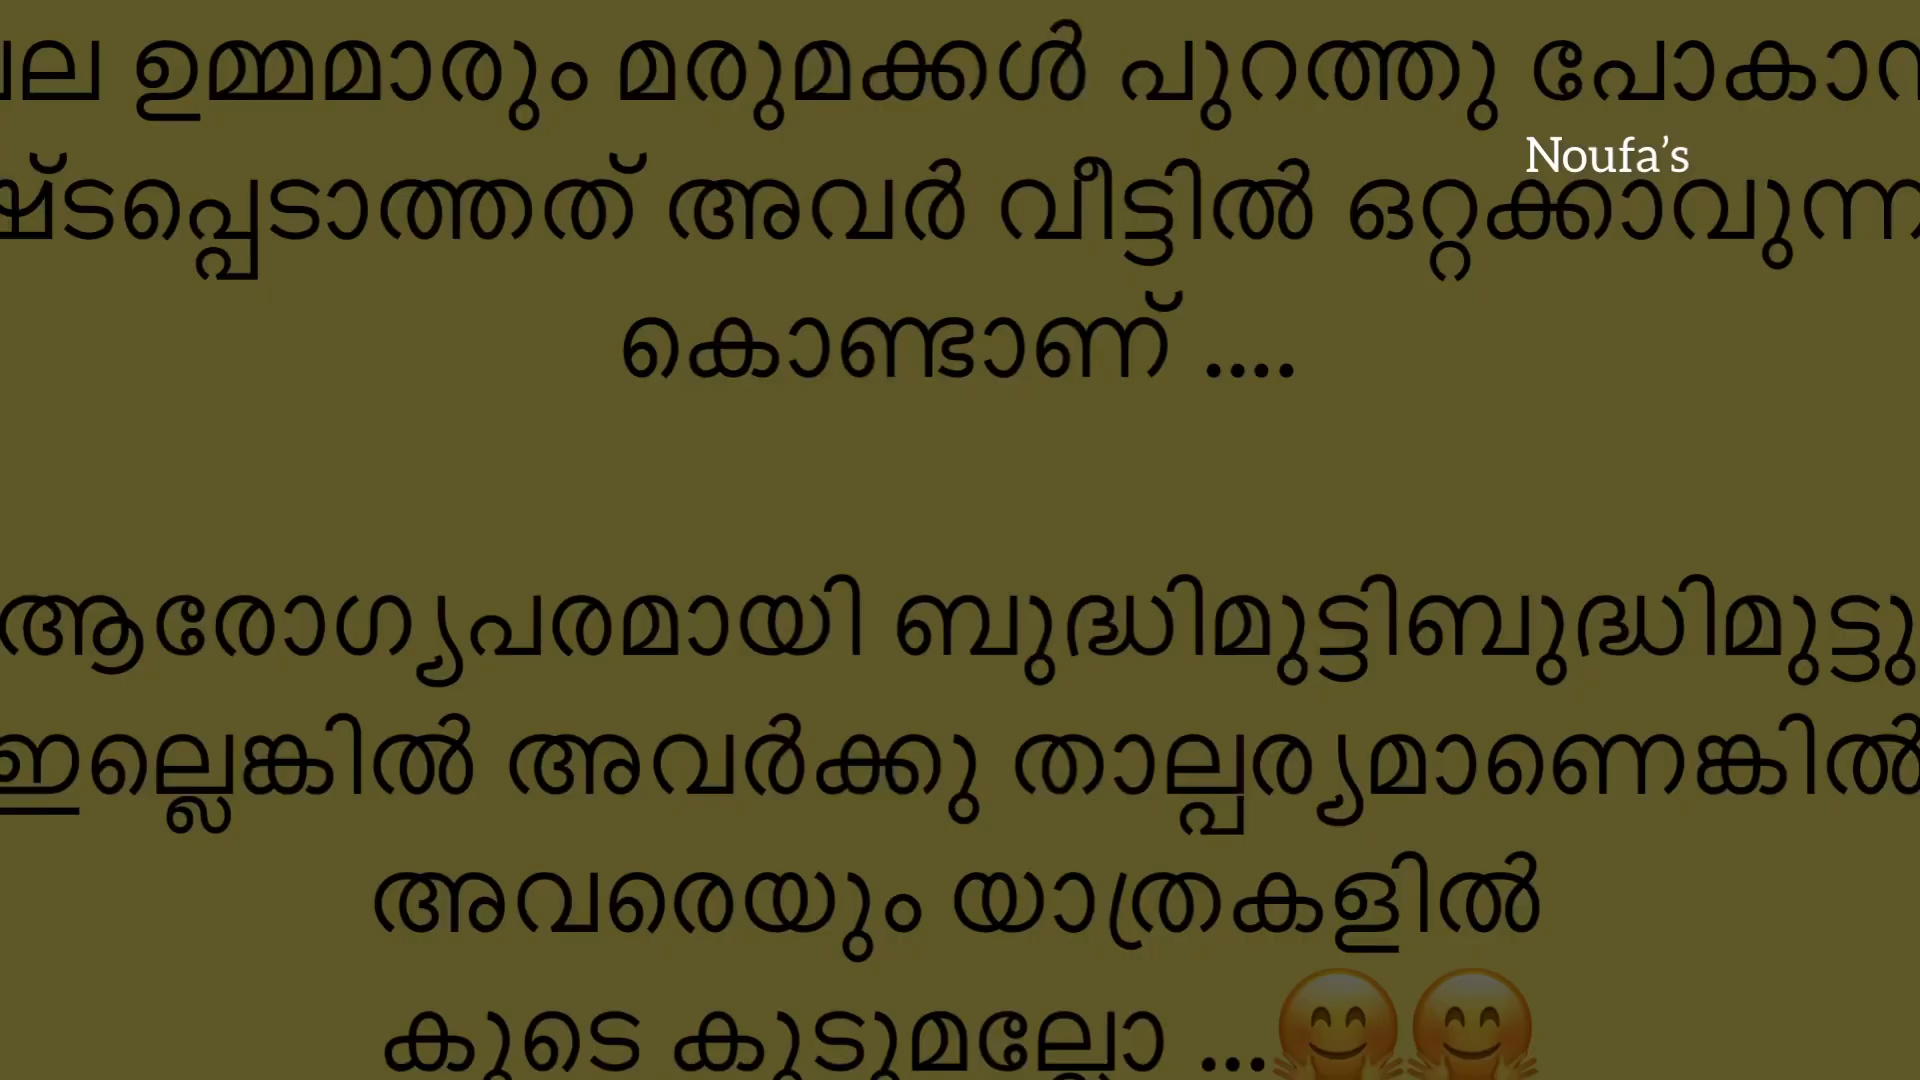 പല ഉമ്മമാരും മരുമക്കൾ പുറത്തു പോകാൻ
Noufa’s
ഷ്ടപ്പെടാത്തത് അവർ വീട്ടിൽ ഒറ്റക്കാവുന്ന
കൊണ്ടാണ് ....
ആരോഗ്യപരമായി ബുദ്ധിമുട്ടിബുദ്ധിമുട്ടു
ഇല്ലെങ്കിൽ അവർക്കു താല്പര്യമാണെങ്കിൽ
അവരെയും യാത്രകളിൽ
കുടെ കുടുമല്ലോ ...🤗🤗